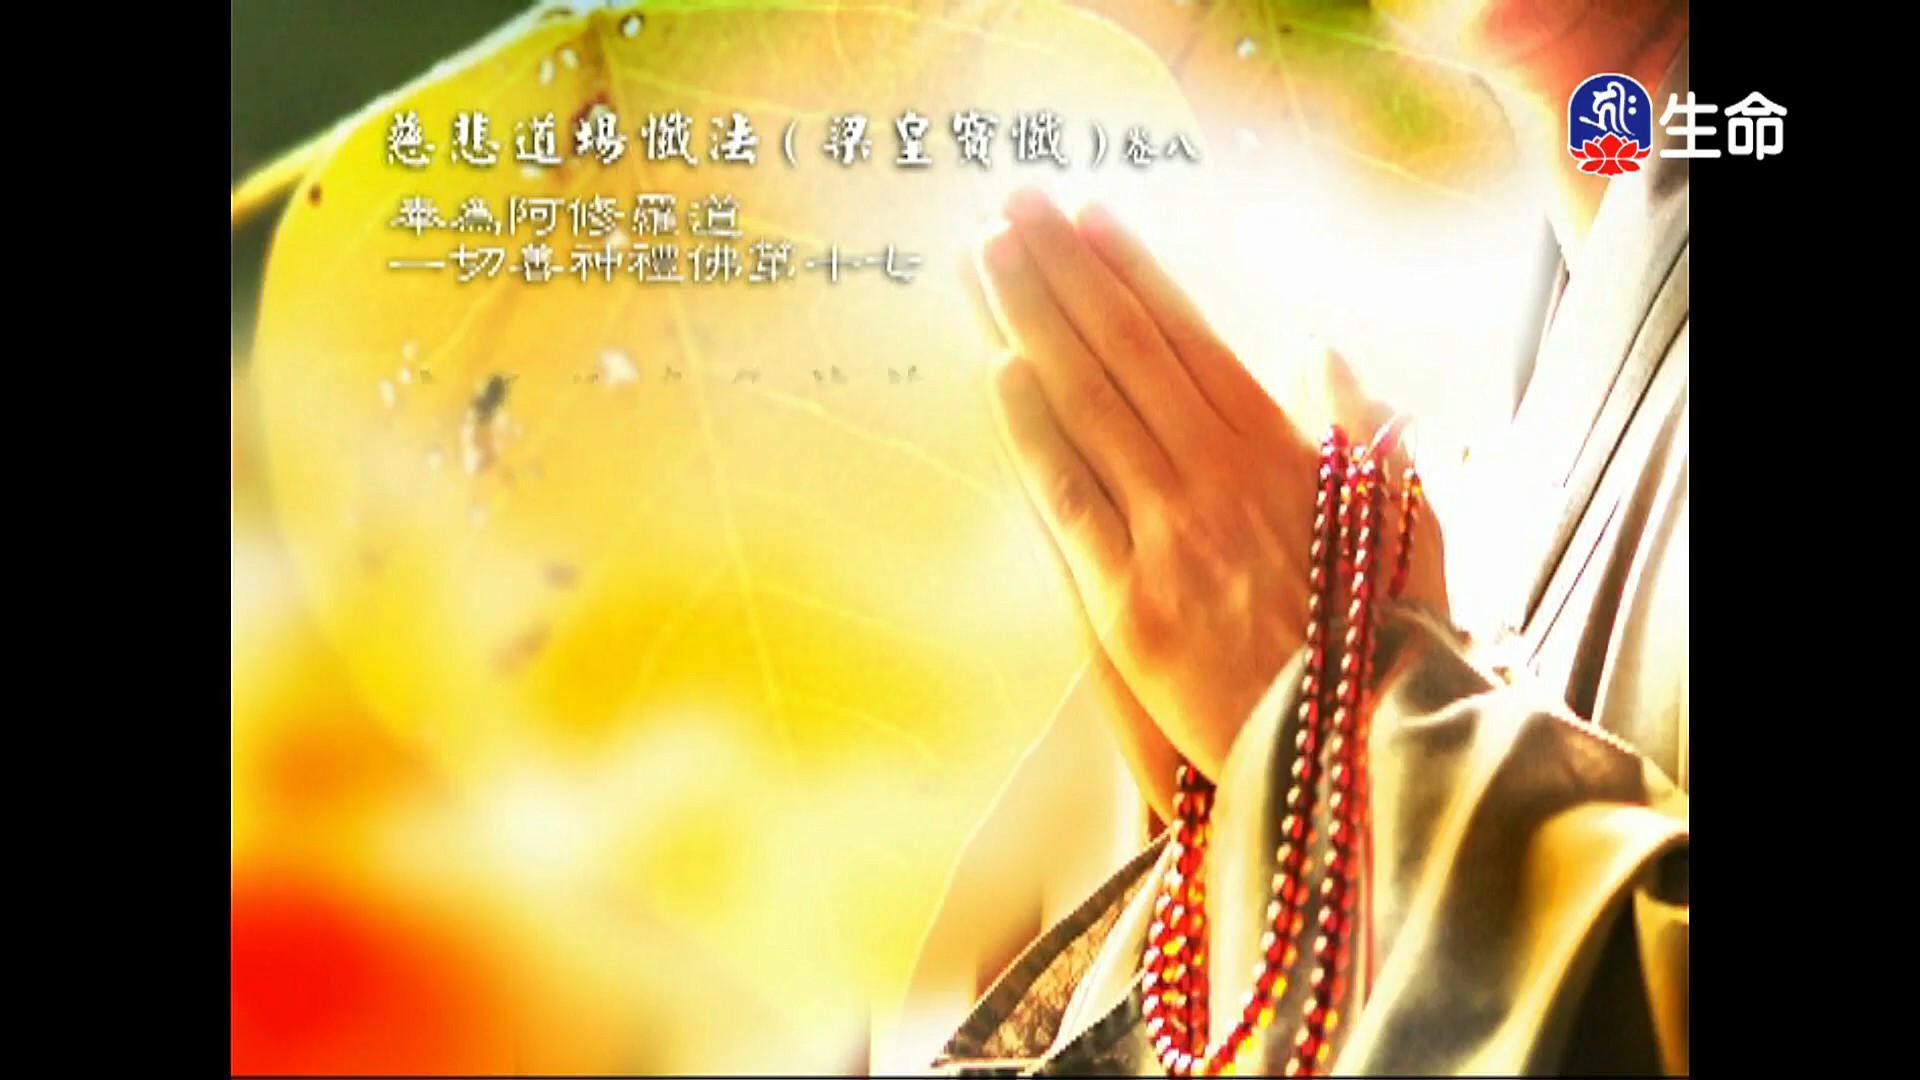 慈悲道場懺法(梁皇寶懺)卷八
奉為阿修羅道
一切善神禮佛第十七
生命